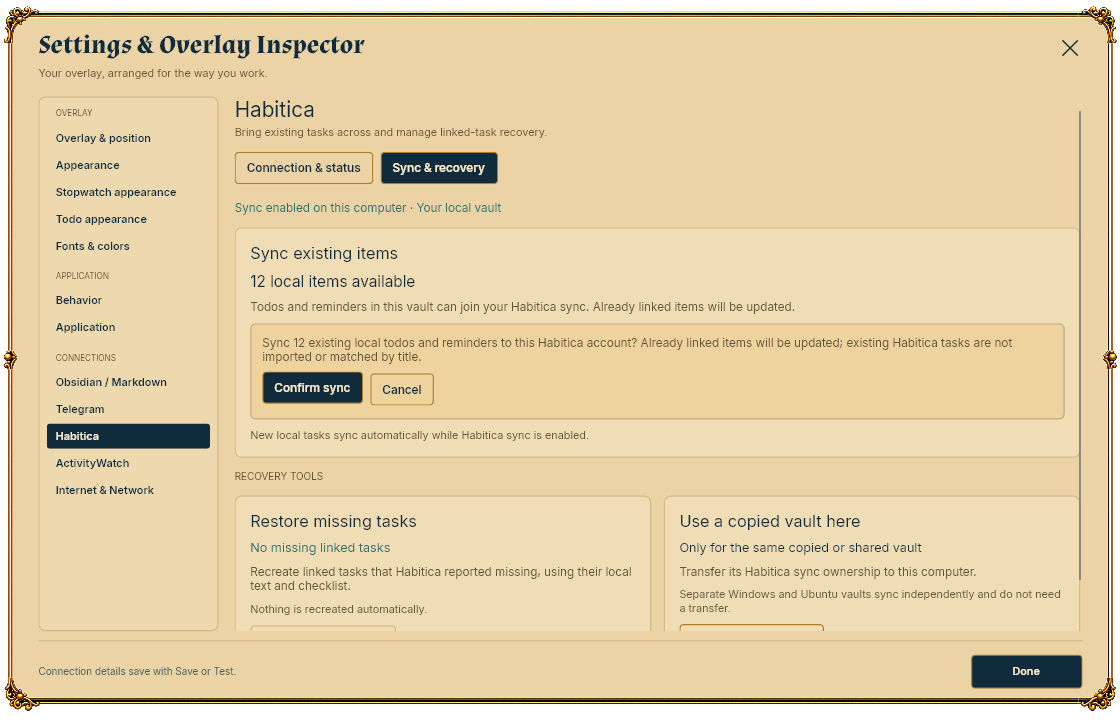 Settings & Overlay Inspector
Your overlay, arranged for the way you work.
OVERLAY
Overlay & position
Appearance
Stopwatch appearance
Todo appearance
Fonts & colors
APPLICATION
Behavior
Application
CONNECTIONS
Obsidian / Markdown
Telegram
Habitica
ActivityWatch
Internet & Network
Habitica
Bring existing tasks across and manage linked-task recovery.
Connection & status
Sync & recovery
Sync enabled on this computer · Your local vault
Sync existing items
12 local items available
Todos and reminders in this vault can join your Habitica sync. Already linked items will be updated.
Sync 12 existing local todos and reminders to this Habitica account? Already linked items will be updated; existing Habitica tasks are not
imported or matched by title.
Confirm sync
Cancel
New local tasks sync automatically while Habitica sync is enabled.
RECOVERY TOOLS
Restore missing tasks
No missing linked tasks
Recreate linked tasks that Habitica reported missing, using their local
text and checklist.
Nothing is recreated automatically.
Use a copied vault here
Only for the same copied or shared vault
Transfer its Habitica sync ownership to this computer.
Separate Windows and Ubuntu vaults sync independently and do not need
a transfer.
Connection details save with Save or Test.
Done